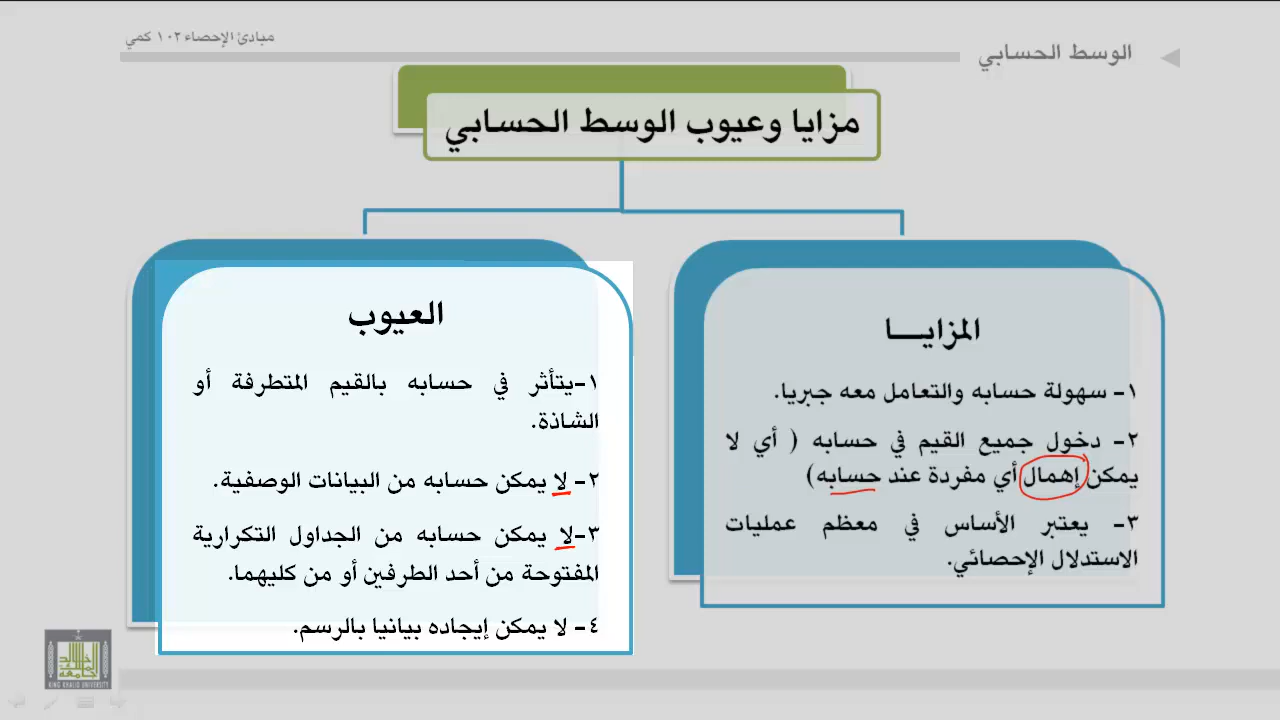 مبادئ الإحصاء ١٠٢ كمي
الوسط الحسابي
مزايا وعيوب الوسط الحسابي
المزايـــا
١- سهولة حسابه والتعامل معه جبريا.
٢- دخول جميع القيم في حسابه ( أي لا
يمكن إهمال أي مفردة عند حسابه)
٣- يعتبر الأساس في معظم عمليات
الاستدلال الإحصائي.
العيوب
١-يتأثر في حسابه بالقيم المتطرفة أو
الشاذة.
٢-لا يمكن حسابه من البيانات الوصفية.
٣-لا يمكن حسابه من الجداول التكرارية
المفتوحة من أحد الطرفين أو من كليهما.
٤- لا يمكن إيجاده بيانيا بالرسم.
KING KHALID UNIVERSITY